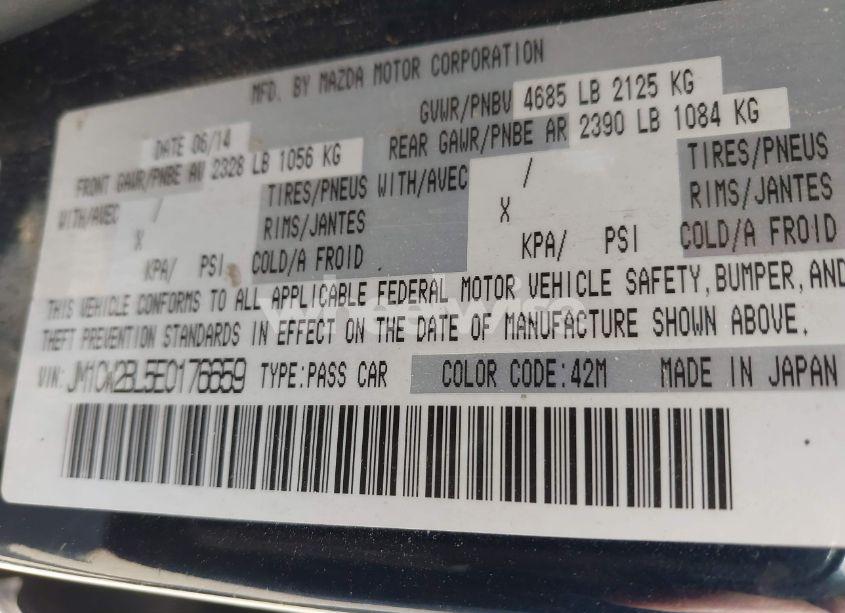 MFD. BY MAZDA MOTOR CORPORATION
DATE 06/14 GVWR/PNBV 4685 LB 2125 KG
FRONT GAWR/PNBE AV 2328 LB 1056 KG REAR GAWR/PNBE AR 2390 LB 1084 KG
WITH/AVEC / TIRES/PNEUS WITH/AVEC / TIRES/PNEUS
X RIMS/JANTES X RIMS/JANTES
KPA/ PSI COLD/A FROID KPA/ PSI COLD/A FROID
THIS VEHICLE CONFORMS TO ALL APPLICABLE FEDERAL MOTOR VEHICLE SAFETY, BUMPER, AND
THEFT PREVENTION STANDARDS IN EFFECT ON THE DATE OF MANUFACTURE SHOWN ABOVE.
VIN: JM1CW2BL5E0176659 TYPE: PASS CAR COLOR CODE: 42M MADE IN JAPAN